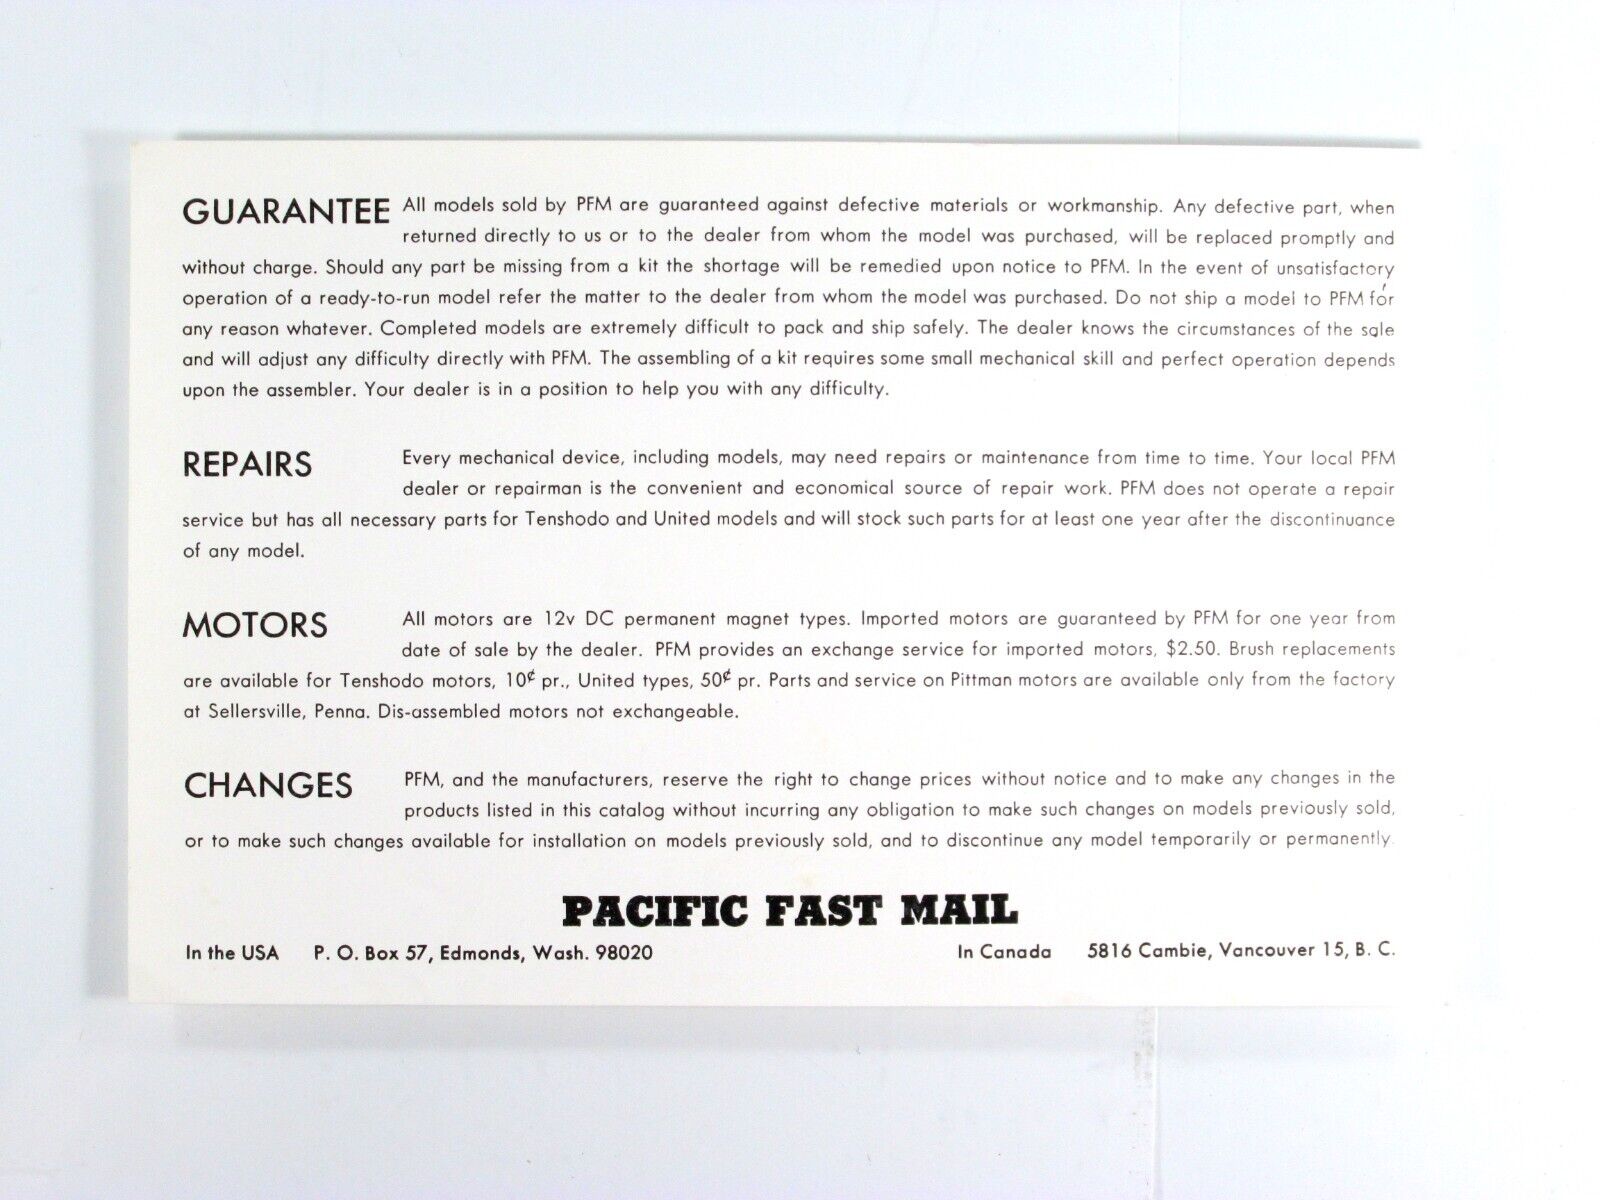 GUARANTEE All models sold by PFM are guaranteed against defective materials or workmanship. Any defective part, when
returned directly to us or to the dealer from whom the model was purchased, will be replaced promptly and
without charge. Should any part be missing from a kit the shortage will be remedied upon notice to PFM. In the event of unsatisfactory
operation of a ready-to-run model refer the matter to the dealer from whom the model was purchased. Do not ship a model to PFM for
any reason whatever. Completed models are extremely difficult to pack and ship safely. The dealer knows the circumstances of the sale
and will adjust any difficulty directly with PFM. The assembling of a kit requires some small mechanical skill and perfect operation depends
upon the assembler. Your dealer is in a position to help you with any difficulty.
REPAIRS Every mechanical device, including models, may need repairs or maintenance from time to time. Your local PFM
dealer or repairman is the convenient and economical source of repair work. PFM does not operate a repair
service but has all necessary parts for Tenshodo and United models and will stock such parts for at least one year after the discontinuance
of any model.
MOTORS All motors are 12v DC permanent magnet types. Imported motors are guaranteed by PFM for one year from
date of sale by the dealer. PFM provides an exchange service for imported motors, $2.50. Brush replacements
are available for Tenshodo motors, 10¢ pr., United types, 50¢ pr. Parts and service on Pittman motors are available only from the factory
at Sellersville, Penna. Dis-assembled motors not exchangeable.
CHANGES PFM, and the manufacturers, reserve the right to change prices without notice and to make any changes in the
products listed in this catalog without incurring any obligation to make such changes on models previously sold,
or to make such changes available for installation on models previously sold, and to discontinue any model temporarily or permanently.
PACIFIC FAST MAIL
In the USA P. O. Box 57, Edmonds, Wash. 98020 In Canada 5816 Cambie, Vancouver 15, B. C.